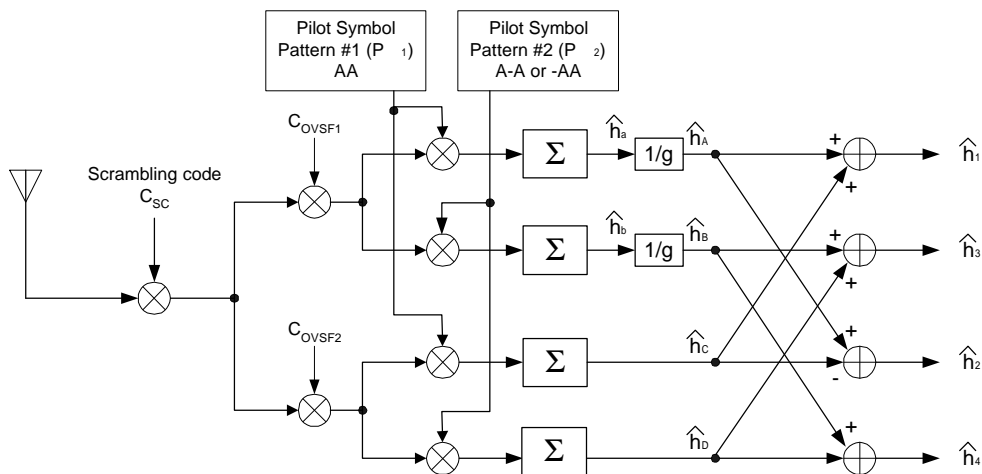 Pilot Symbol
Pattern #1 (P 1)
AA
Pilot Symbol
Pattern #2 (P 2)
A-A or -AA
Scrambling code
CSC
COVSF1
COVSF2
Σ
ĥa
1/g
ĥA
+
+
ĥ1
Σ
ĥb
1/g
ĥB
+
+
ĥ3
Σ
ĥC
+
-
ĥ2
Σ
ĥD
+
ĥ4